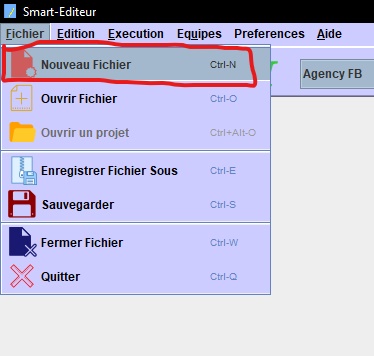 Smart-Editeur
Fichier Edition Execution Equipes Preferences Aide
Nouveau Fichier Ctrl-N
Agency FB
Ouvrir Fichier Ctrl-O
Ouvrir un projet Ctrl+Alt-O
Enregistrer Fichier Sous Ctrl-E
Sauvegarder Ctrl-S
Fermer Fichier Ctrl-W
Quitter Ctrl-Q